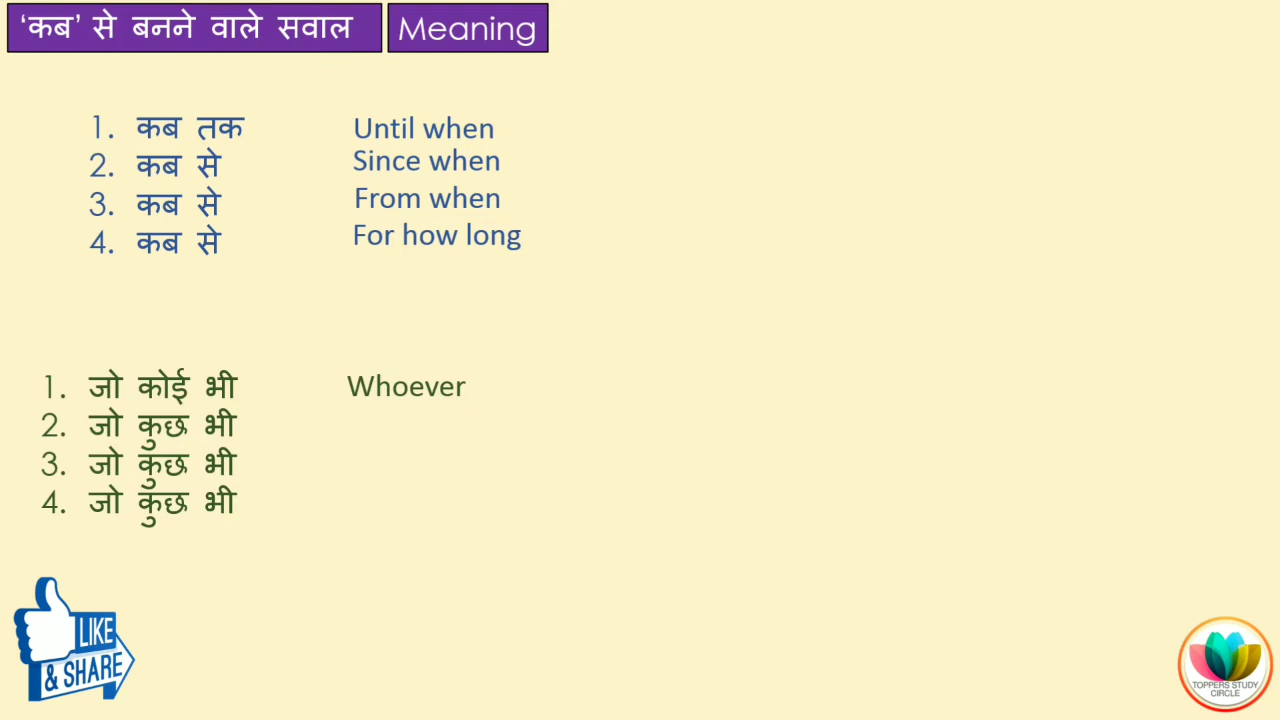 ‘कब’ से बनने वाले सवाल Meaning
1. कब तक Until when
2. कब से Since when
3. कब से From when
4. कब से For how long
1. जो कोई भी Whoever
2. जो कुछ भी
3. जो कुछ भी
4. जो कुछ भी
LIKE
& SHARE
TOPPERS STUDY
CIRCLE